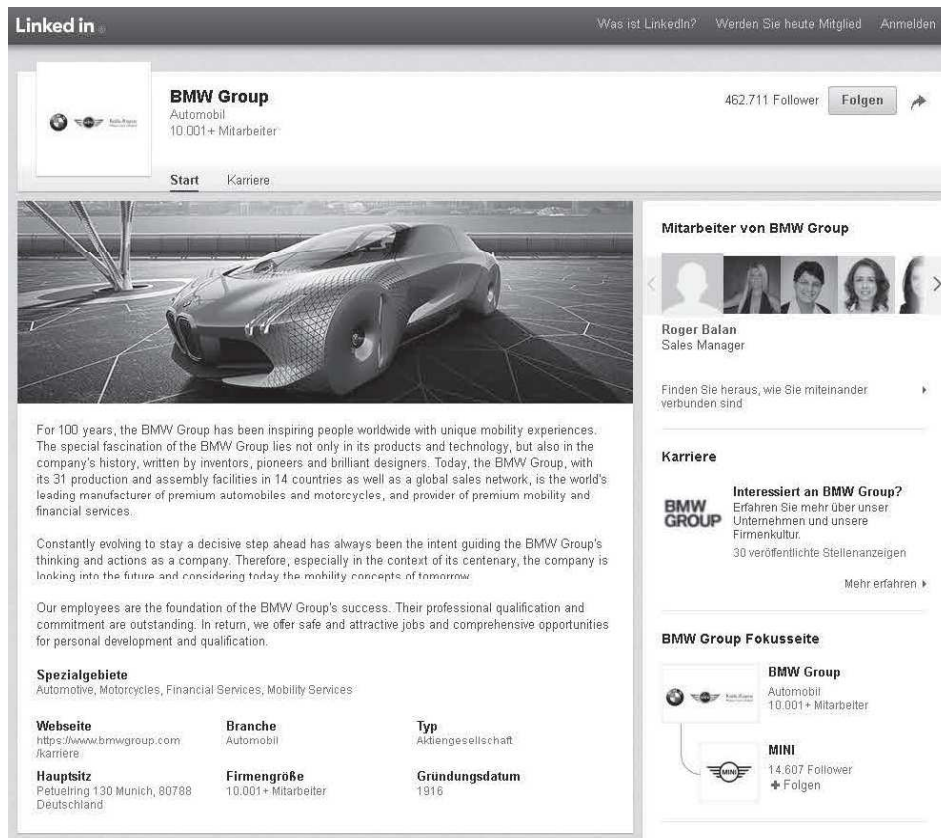 Linked in
Was ist LinkedIn? Werden Sie heute Mitglied Anmelden
BMW Group
Automobil
10.001+ Mitarbeiter
462.711 Follower Folgen
Start Karriere
For 100 years, the BMW Group has been inspiring people worldwide with unique mobility experiences.
The special fascination of the BMW Group lies not only in its products and technology, but also in the
company's history, written by inventors, pioneers and brilliant designers. Today, the BMW Group, with
its 31 production and assembly facilities in 14 countries as well as a global sales network, is the world's
leading manufacturer of premium automobiles and motorcycles, and provider of premium mobility and
financial services.
Constantly evolving to stay a decisive step ahead has always been the intent guiding the BMW Group's
thinking and actions as a company. Therefore, especially in the context of its centenary, the company is
looking into the future and considering today the mobility concepts of tomorrow.
Our employees are the foundation of the BMW Group's success. Their professional qualification and
commitment are outstanding. In return, we offer safe and attractive jobs and comprehensive opportunities
for personal development and qualification.
Spezialgebiete
Automotive, Motorcycles, Financial Services, Mobility Services
Webseite
https://www.bmwgroup.com
/karriere
Branche
Automobil
Typ
Aktiengesellschaft
Hauptsitz
Petuelring 130 Munich, 80788
Deutschland
Firmengröße
10.001+ Mitarbeiter
Gründungsdatum
1916
Mitarbeiter von BMW Group
Roger Balan
Sales Manager
Finden Sie heraus, wie Sie miteinander
verbunden sind
Karriere
BMW
GROUP
Interessiert an BMW Group?
Erfahren Sie mehr über unser
Unternehmen und unsere
Firmenkultur.
30 veröffentlichte Stellenanzeigen
Mehr erfahren
BMW Group Fokusseite
BMW Group
Automobil
10.001+ Mitarbeiter
MINI
MINI
14.607 Follower
+ Folgen